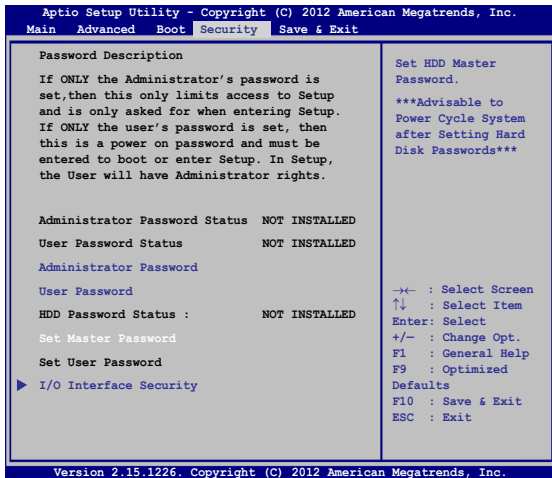 Aptio Setup Utility - Copyright (C) 2012 American Megatrends, Inc.
Main Advanced Boot Security Save & Exit
Password Description
If ONLY the Administrator's password is
set,then this only limits access to Setup
and is only asked for when entering Setup.
If ONLY the user's password is set, then
this is a power on password and must be
entered to boot or enter Setup. In Setup,
the User will have Administrator rights.
Administrator Password Status NOT INSTALLED
User Password Status NOT INSTALLED
Administrator Password
User Password
HDD Password Status : NOT INSTALLED
Set Master Password
Set User Password
I/O Interface Security
Set HDD Master
Password.
***Advisable to
Power Cycle System
after Setting Hard
Disk Passwords***
→← : Select Screen
↑↓ : Select Item
Enter: Select
+/— : Change Opt.
F1 : General Help
F9 : Optimized
Defaults
F10 : Save & Exit
ESC : Exit
Version 2.15.1226. Copyright (C) 2012 American Megatrends, Inc.